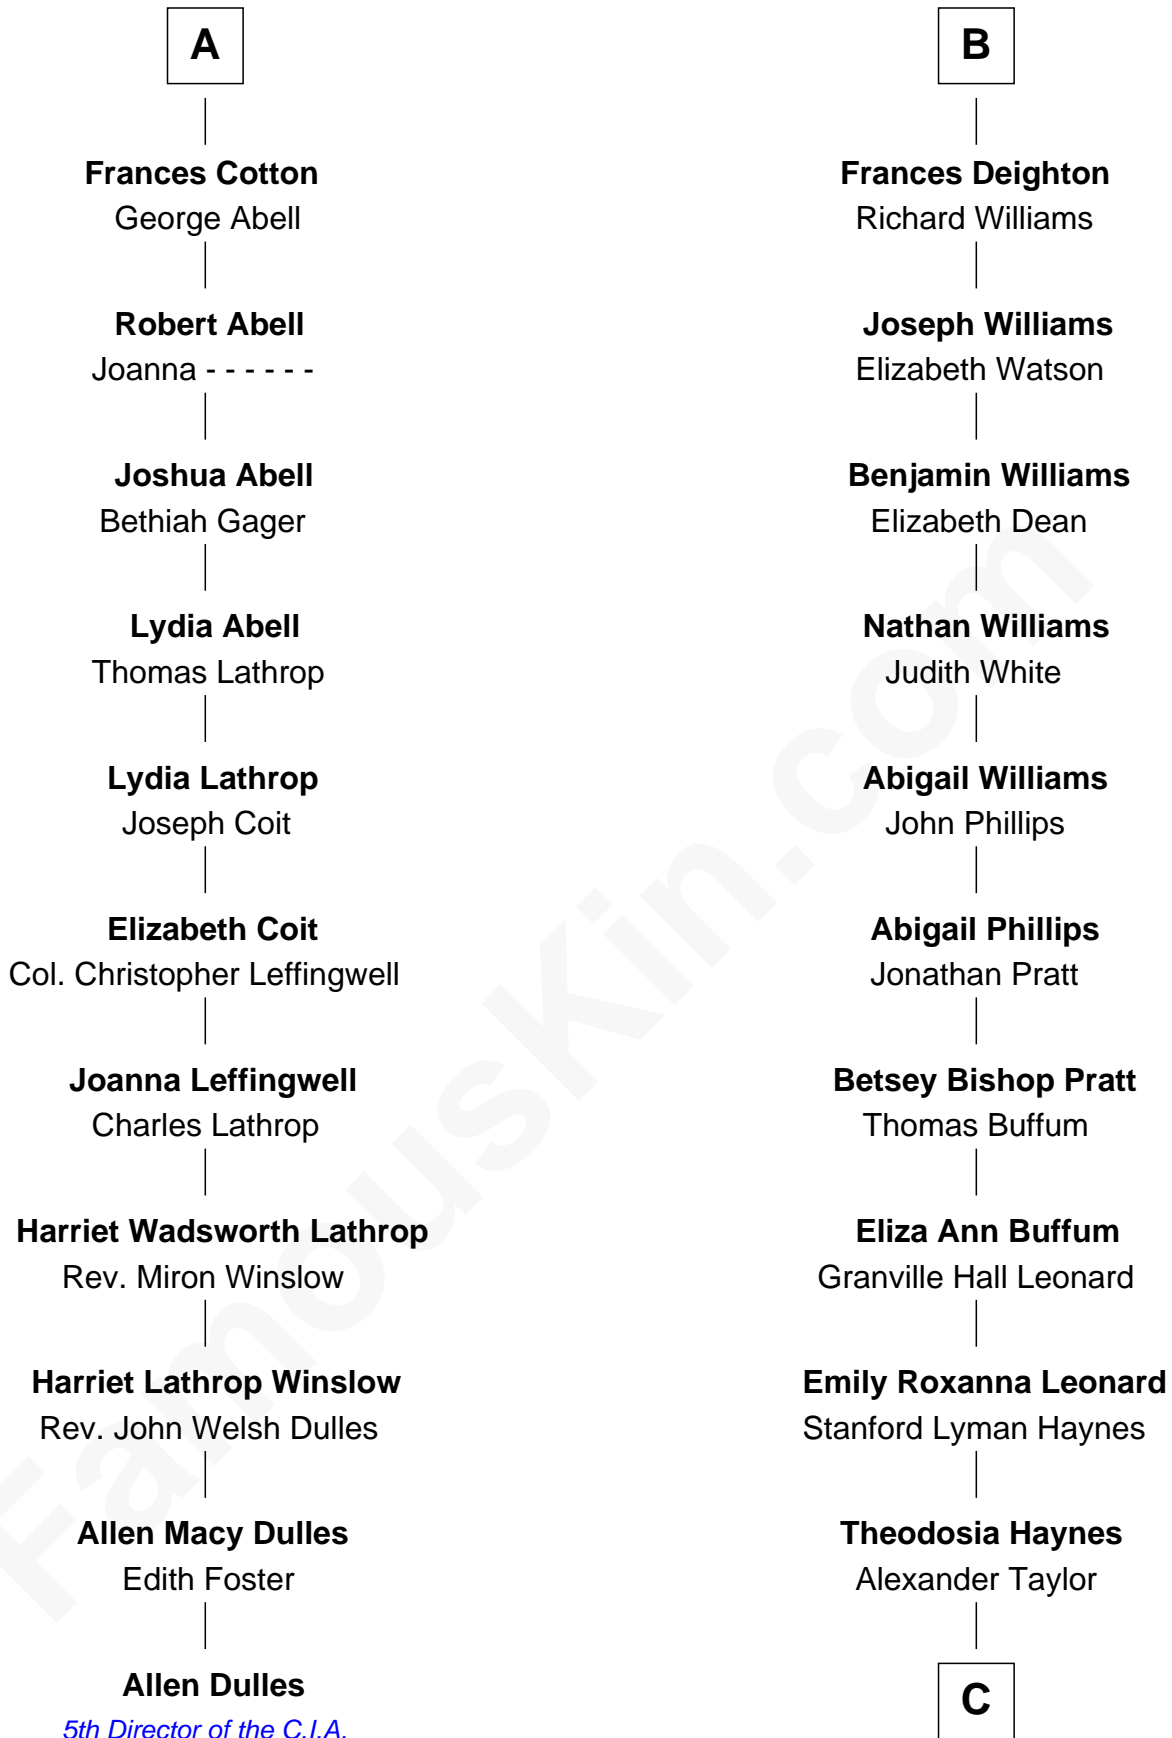 A
Frances Cotton
George Abell
Robert Abell
Joanna - - - - - -
Joshua Abell
Bethiah Gager
Lydia Abell
Thomas Lathrop
Lydia Lathrop
Joseph Coit
Elizabeth Coit
Col. Christopher Leffingwell
Joanna Leffingwell
Charles Lathrop
Harriet Wadsworth Lathrop
Rev. Miron Winslow
Harriet Lathrop Winslow
Rev. John Welsh Dulles
Allen Macy Dulles
Edith Foster
Allen Dulles
5th Director of the C.I.A.
B
Frances Deighton
Richard Williams
Joseph Williams
Elizabeth Watson
Benjamin Williams
Elizabeth Dean
Nathan Williams
Judith White
Abigail Williams
John Phillips
Abigail Phillips
Jonathan Pratt
Betsey Bishop Pratt
Thomas Buffum
Eliza Ann Buffum
Granville Hall Leonard
Emily Roxanna Leonard
Stanford Lyman Haynes
Theodosia Haynes
Alexander Taylor
C
FamousKin.com